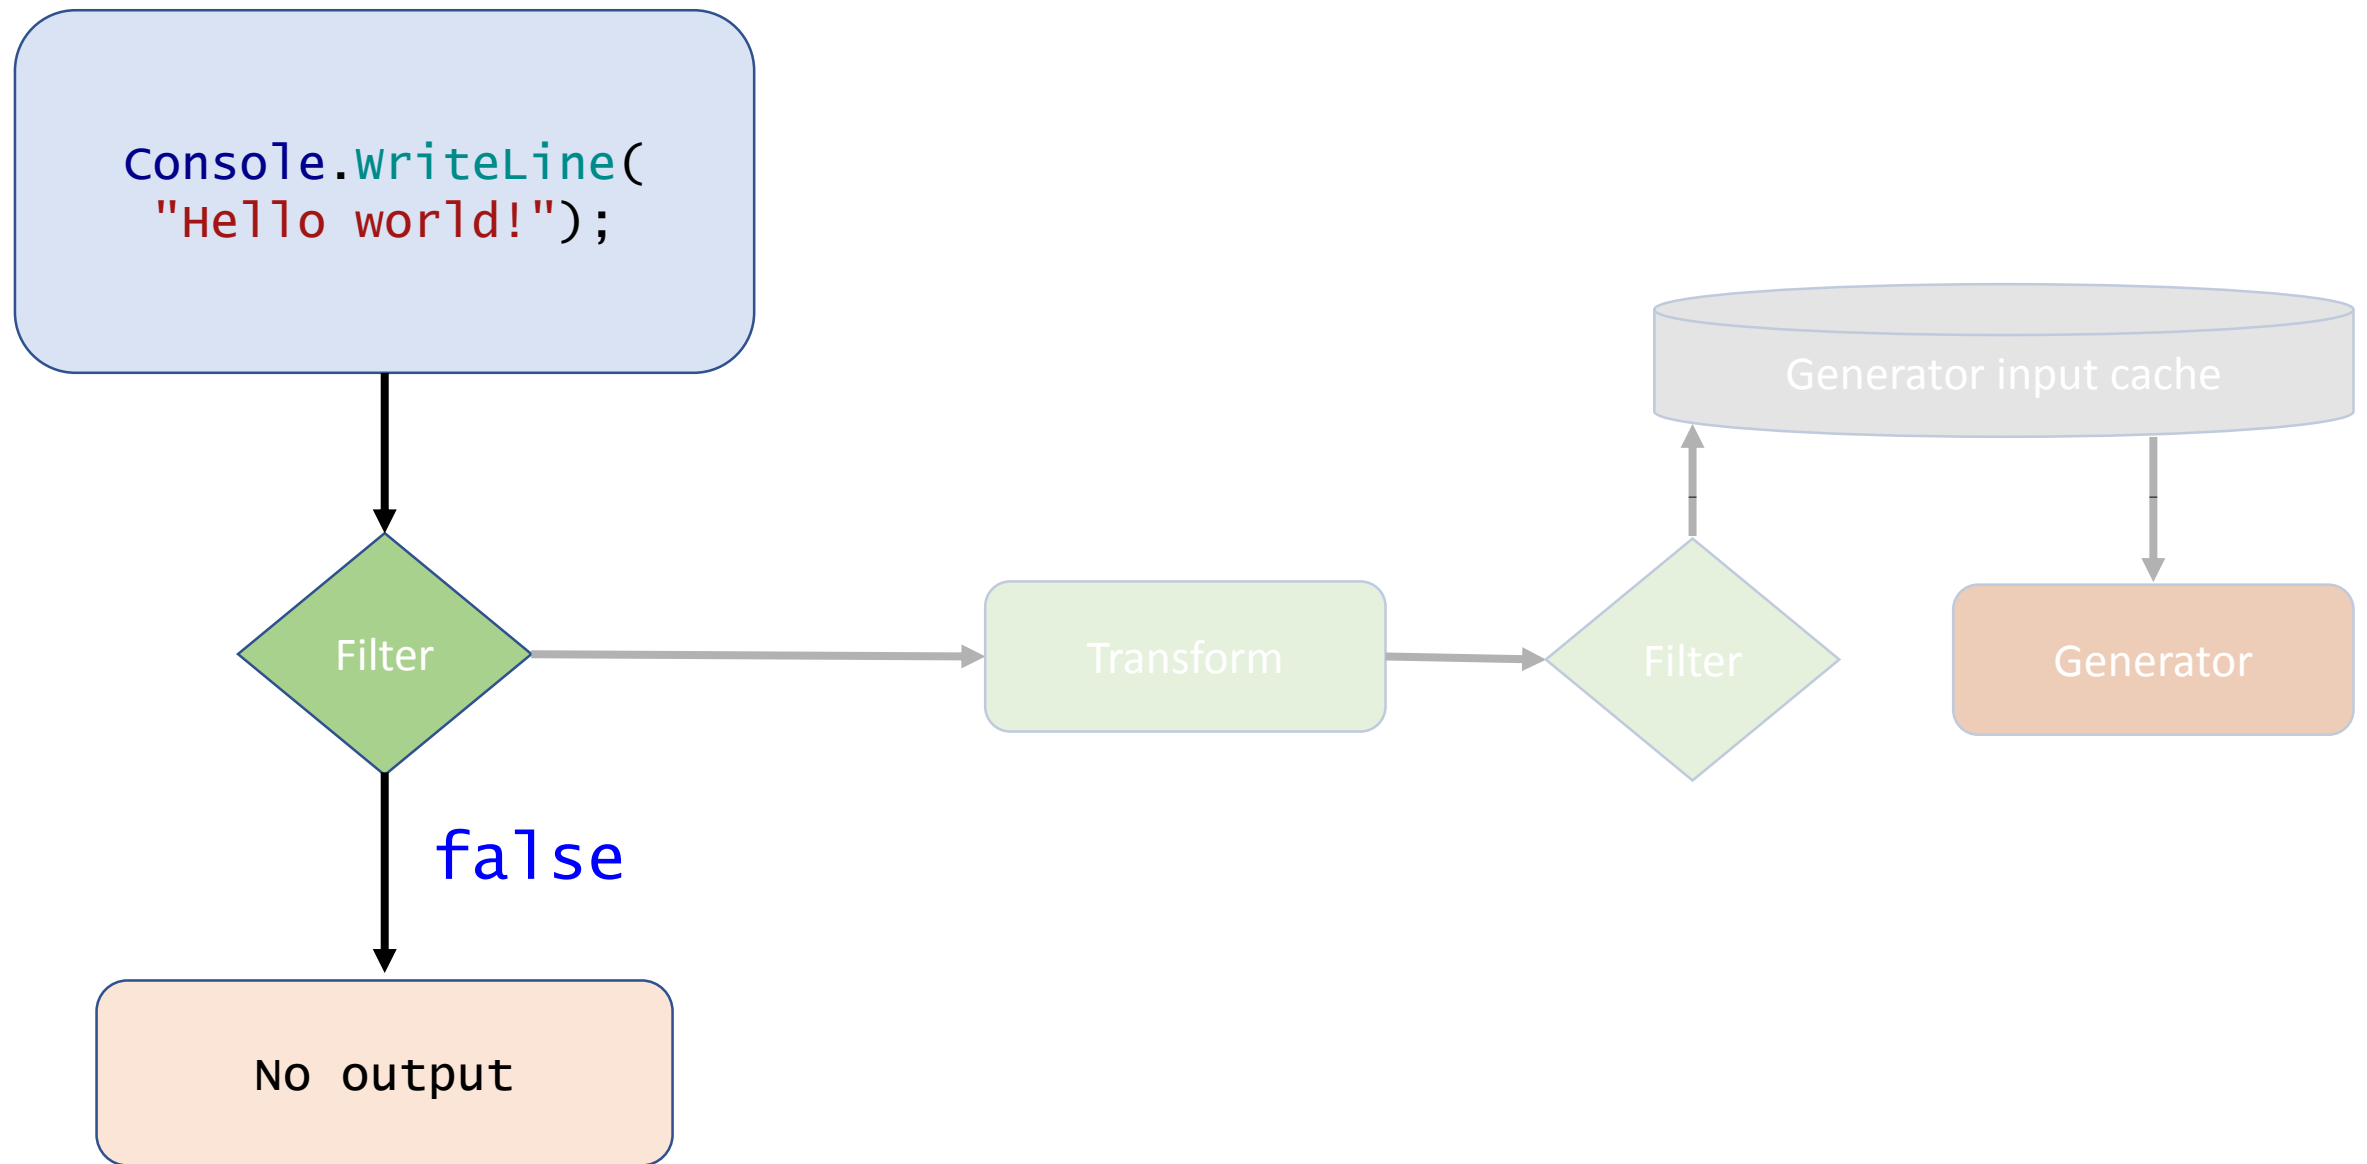 Console.WriteLine(
"Hello world!");
Generator input cache
Filter
Transform
Filter
Generator
false
No output